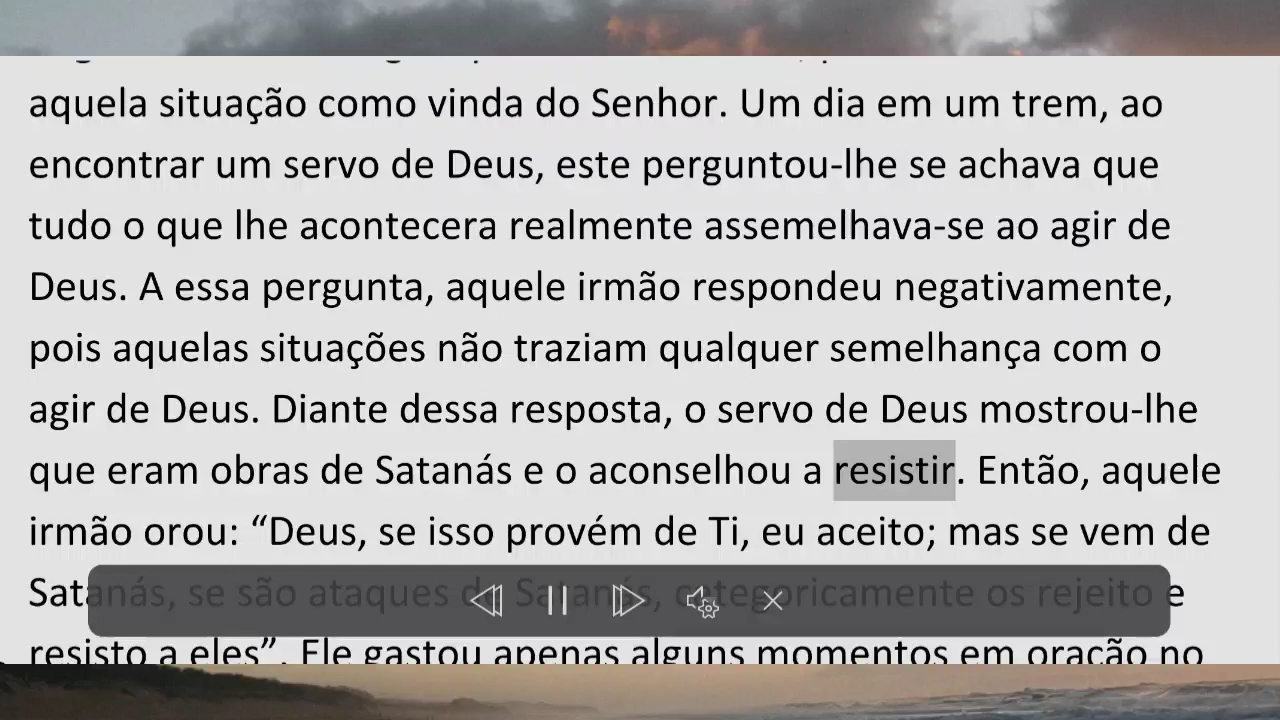 aquela situação como vinda do Senhor. Um dia em um trem, ao
encontrar um servo de Deus, este perguntou-lhe se achava que
tudo o que lhe acontecera realmente assemelhava-se ao agir de
Deus. A essa pergunta, aquele irmão respondeu negativamente,
pois aquelas situações não traziam qualquer semelhança com o
agir de Deus. Diante dessa resposta, o servo de Deus mostrou-lhe
que eram obras de Satanás e o aconselhou a resistir. Então, aquele
irmão orou: “Deus, se isso provém de Ti, eu aceito; mas se vem de
Satanás, se são ataques de Satanás, categoricamente os rejeito e
resisto a eles”. Ele gastou apenas alguns momentos em oração no